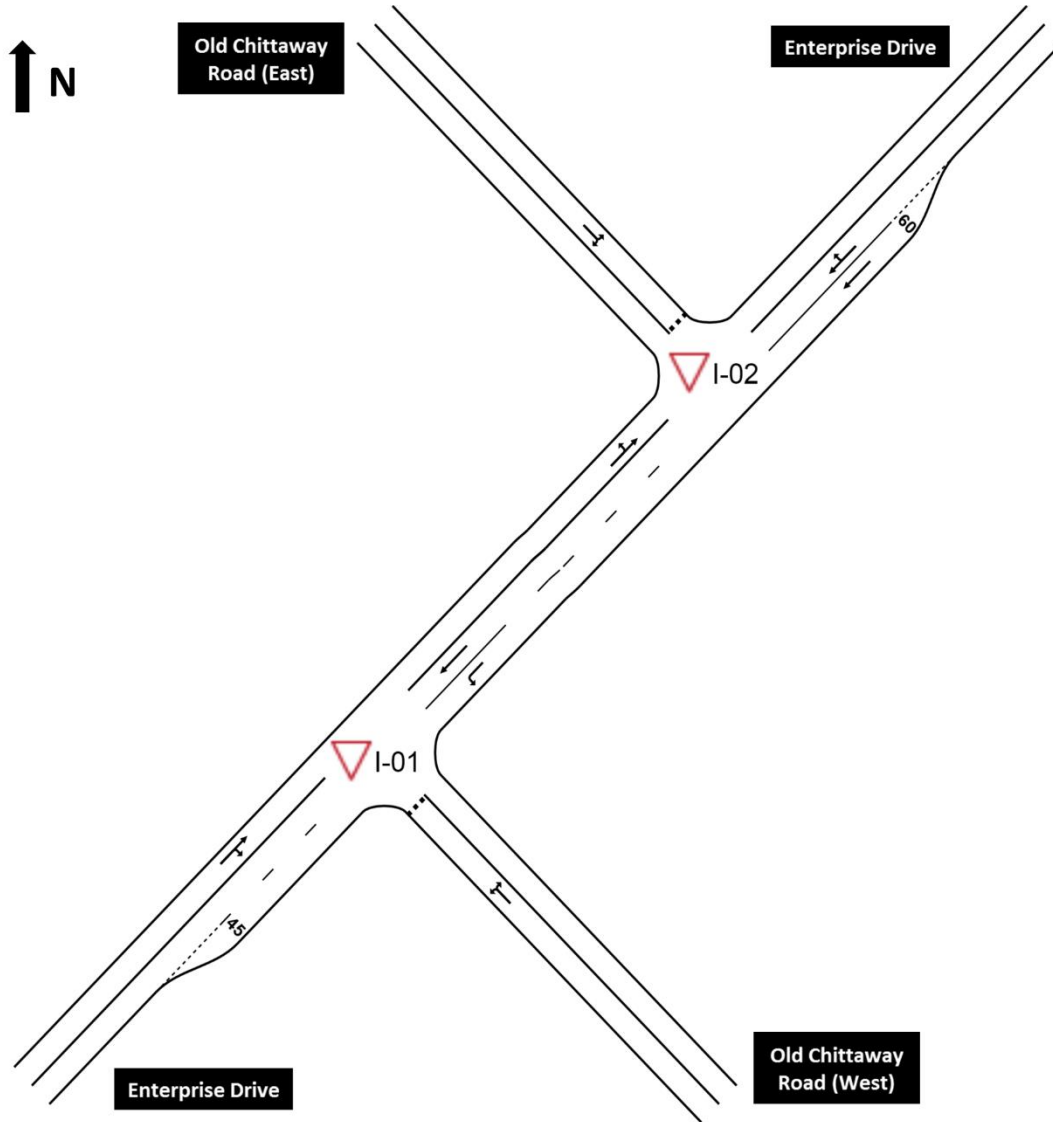 Old Chittaway
Road (East)
Enterprise Drive
N
60
I-02
I-01
45
Enterprise Drive
Old Chittaway
Road (West)